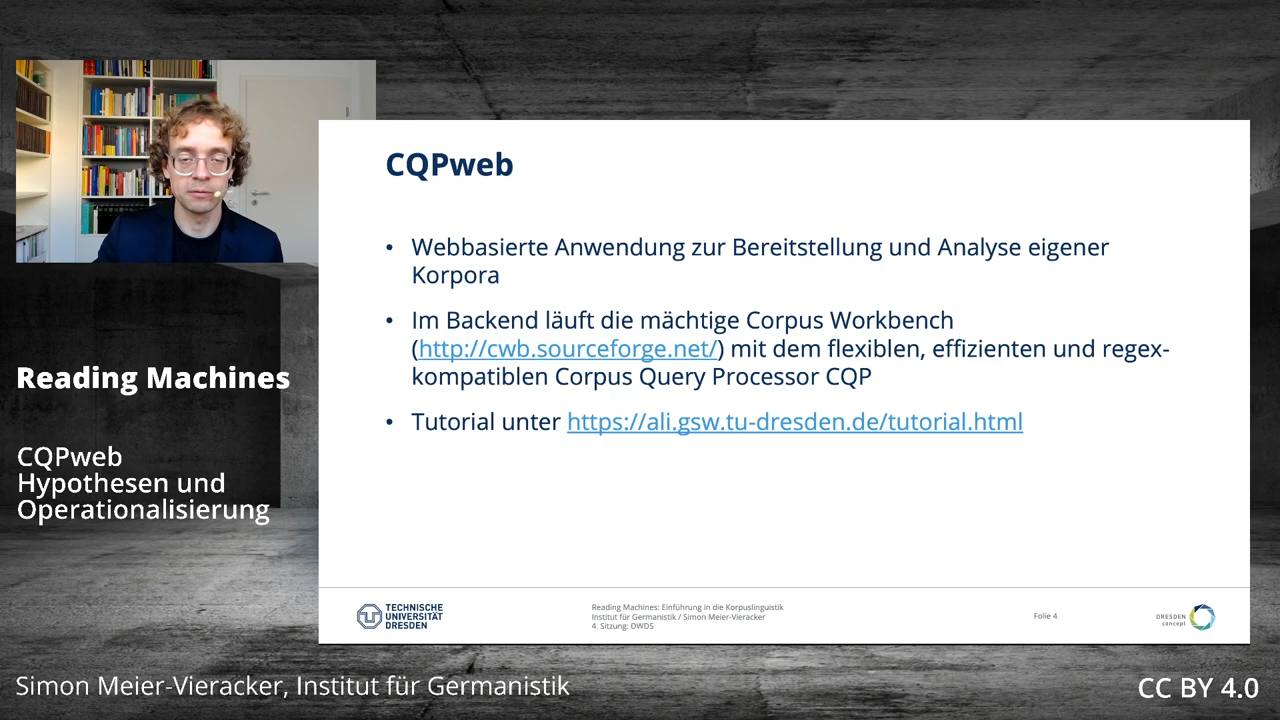 CQPweb
• Webbasierte Anwendung zur Bereitstellung und Analyse eigener
Korpora
• Im Backend läuft die mächtige Corpus Workbench
(http://cwb.sourceforge.net/) mit dem flexiblen, effizienten und regex-
kompatiblen Corpus Query Processor CQP
• Tutorial unter https://ali.gsw.tu-dresden.de/tutorial.html
Reading Machines
CQPweb
Hypothesen und
Operationalisierung
TECHNISCHE
UNIVERSITÄT
DRESDEN
Reading Machines: Einführung in die Korpuslinguistik
Institut für Germanistik / Simon Meier-Vieracker
4. Sitzung: DWDS
Folie 4
DRESDEN
concept
Simon Meier-Vieracker, Institut für Germanistik
CC BY 4.0